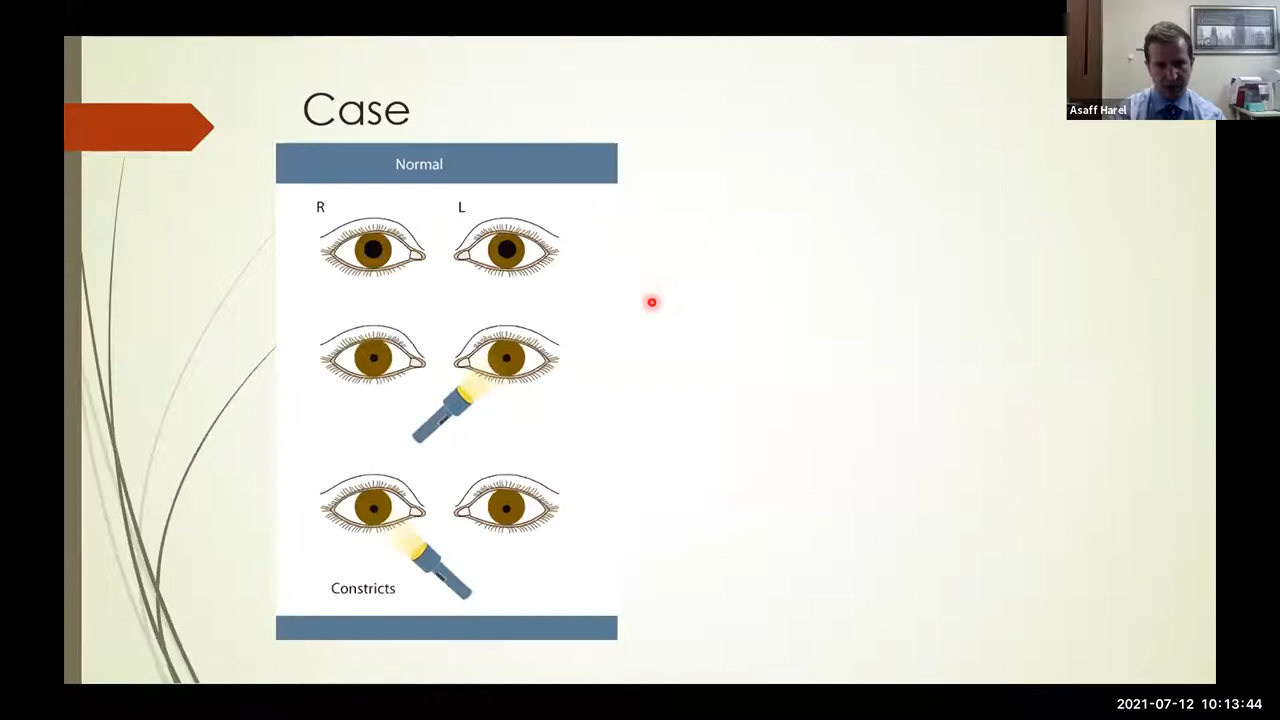 Asaff Harel
Case
Normal
R L
Constricts
2021-07-12 10:13:44